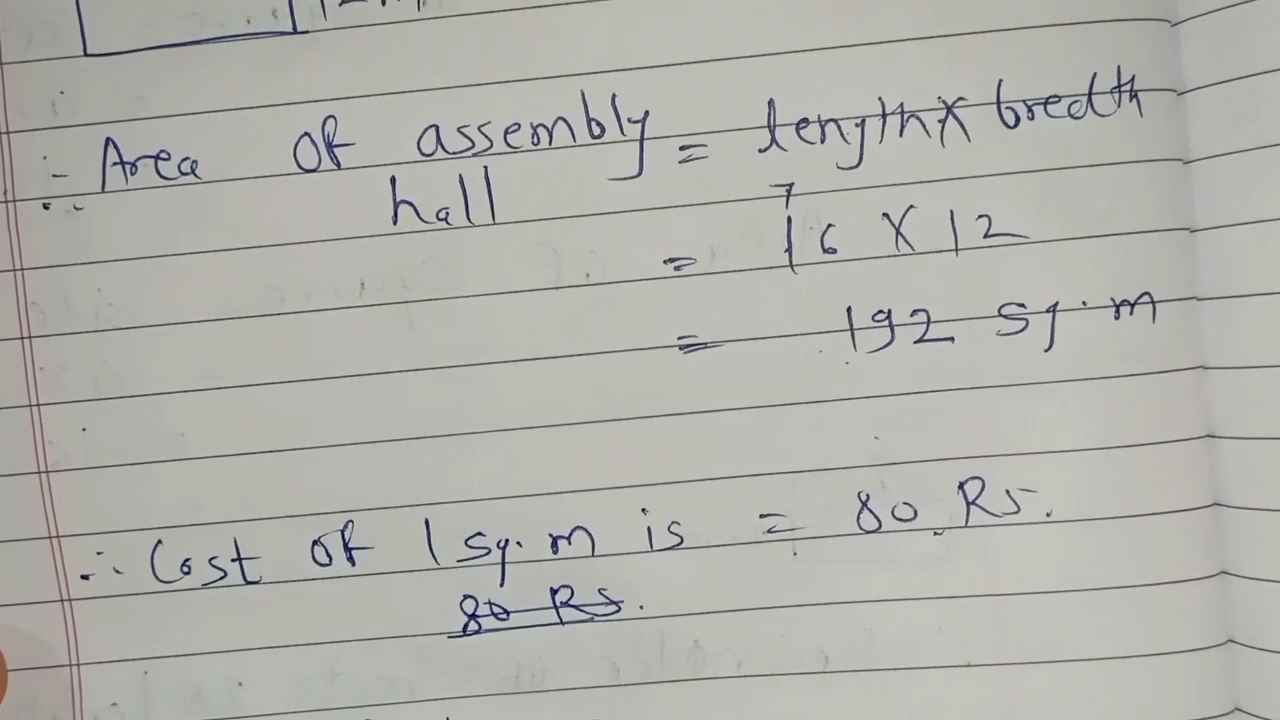 ∴ Area of assembly = length X bredth
hall
7
= 16 X 12
= 192 Sq.m
∴ Cost of 1 sq.m is = 80 Rs.
80 Rs.